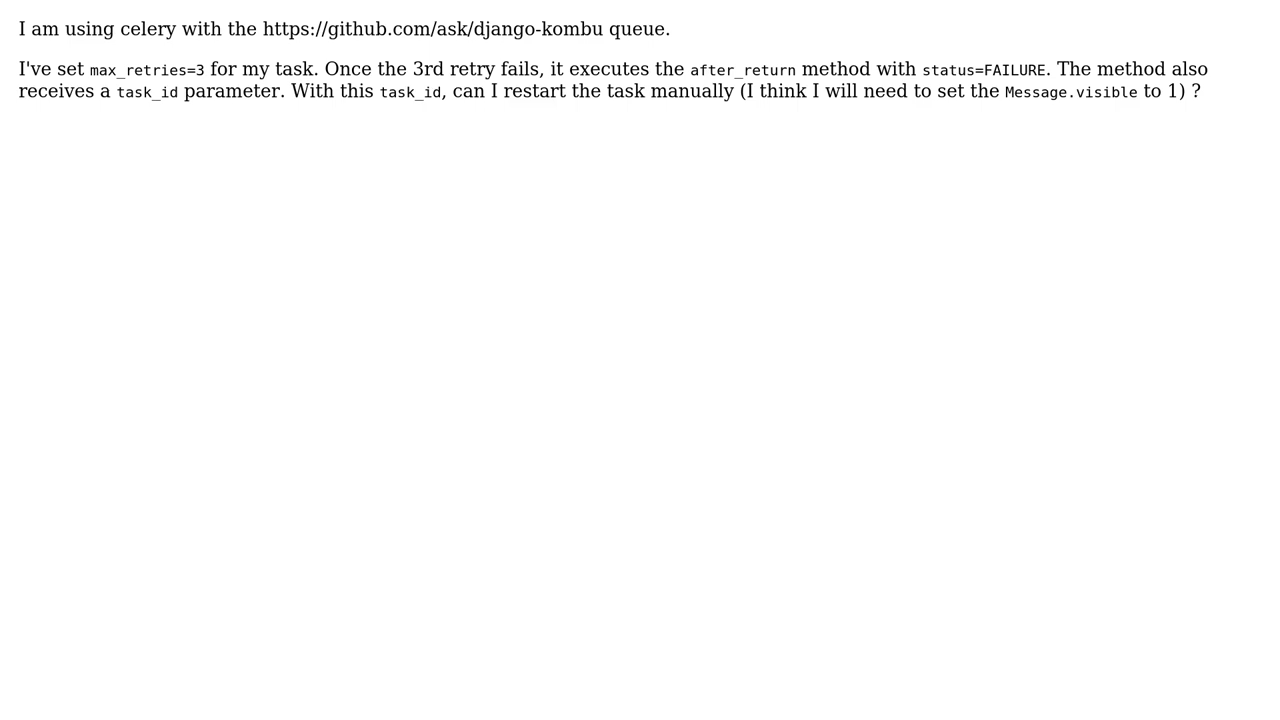 I am using celery with the https://github.com/ask/django-kombu queue.
I've set max_retries=3 for my task. Once the 3rd retry fails, it executes the after_return method with status=FAILURE. The method also
receives a task_id parameter. With this task_id, can I restart the task manually (I think I will need to set the Message.visible to 1) ?